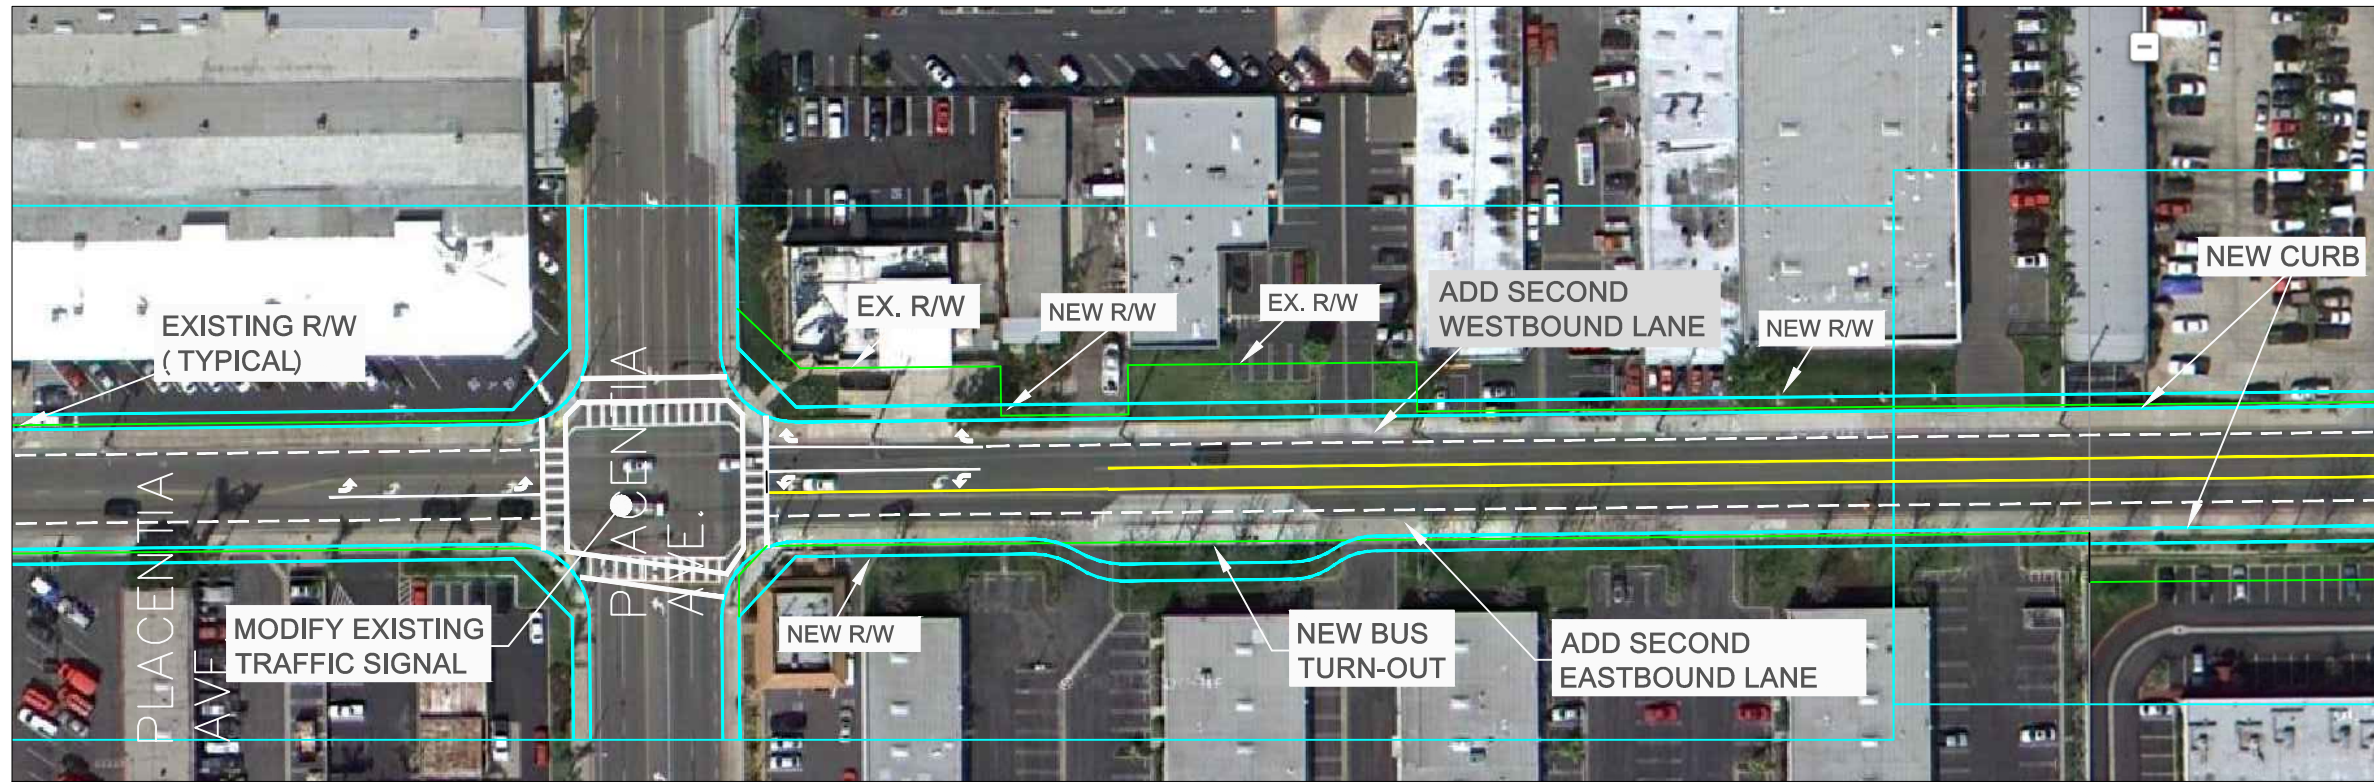 NEW CURB
ADD SECOND
WESTBOUND LANE
EX. R/W
NEW R/W
EX. R/W
NEW R/W
EXISTING R/W
( TYPICAL)
PLACENTIA
AVE.
PLACENTIA
AVE
MODIFY EXISTING
TRAFFIC SIGNAL
NEW R/W
NEW BUS
TURN-OUT
ADD SECOND
EASTBOUND LANE